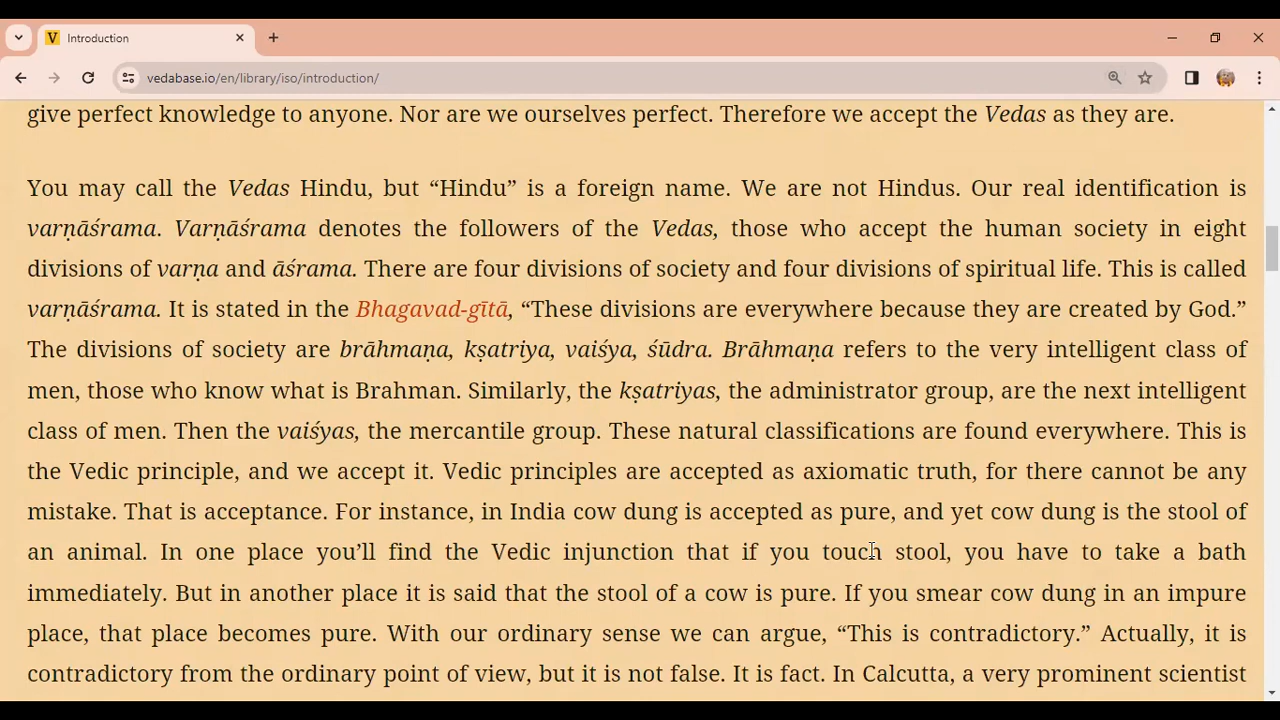 Introduction
vedabase.io/en/library/iso/introduction/
give perfect knowledge to anyone. Nor are we ourselves perfect. Therefore we accept the Vedas as they are.
You may call the Vedas Hindu, but “Hindu” is a foreign name. We are not Hindus. Our real identification is
varṇāśrama. Varṇāśrama denotes the followers of the Vedas, those who accept the human society in eight
divisions of varṇa and āśrama. There are four divisions of society and four divisions of spiritual life. This is called
varṇāśrama. It is stated in the Bhagavad-gītā, “These divisions are everywhere because they are created by God.”
The divisions of society are brāhmaṇa, kṣatriya, vaiśya, śūdra. Brāhmaṇa refers to the very intelligent class of
men, those who know what is Brahman. Similarly, the kṣatriyas, the administrator group, are the next intelligent
class of men. Then the vaiśyas, the mercantile group. These natural classifications are found everywhere. This is
the Vedic principle, and we accept it. Vedic principles are accepted as axiomatic truth, for there cannot be any
mistake. That is acceptance. For instance, in India cow dung is accepted as pure, and yet cow dung is the stool of
an animal. In one place you’ll find the Vedic injunction that if you touch stool, you have to take a bath
immediately. But in another place it is said that the stool of a cow is pure. If you smear cow dung in an impure
place, that place becomes pure. With our ordinary sense we can argue, “This is contradictory.” Actually, it is
contradictory from the ordinary point of view, but it is not false. It is fact. In Calcutta, a very prominent scientist